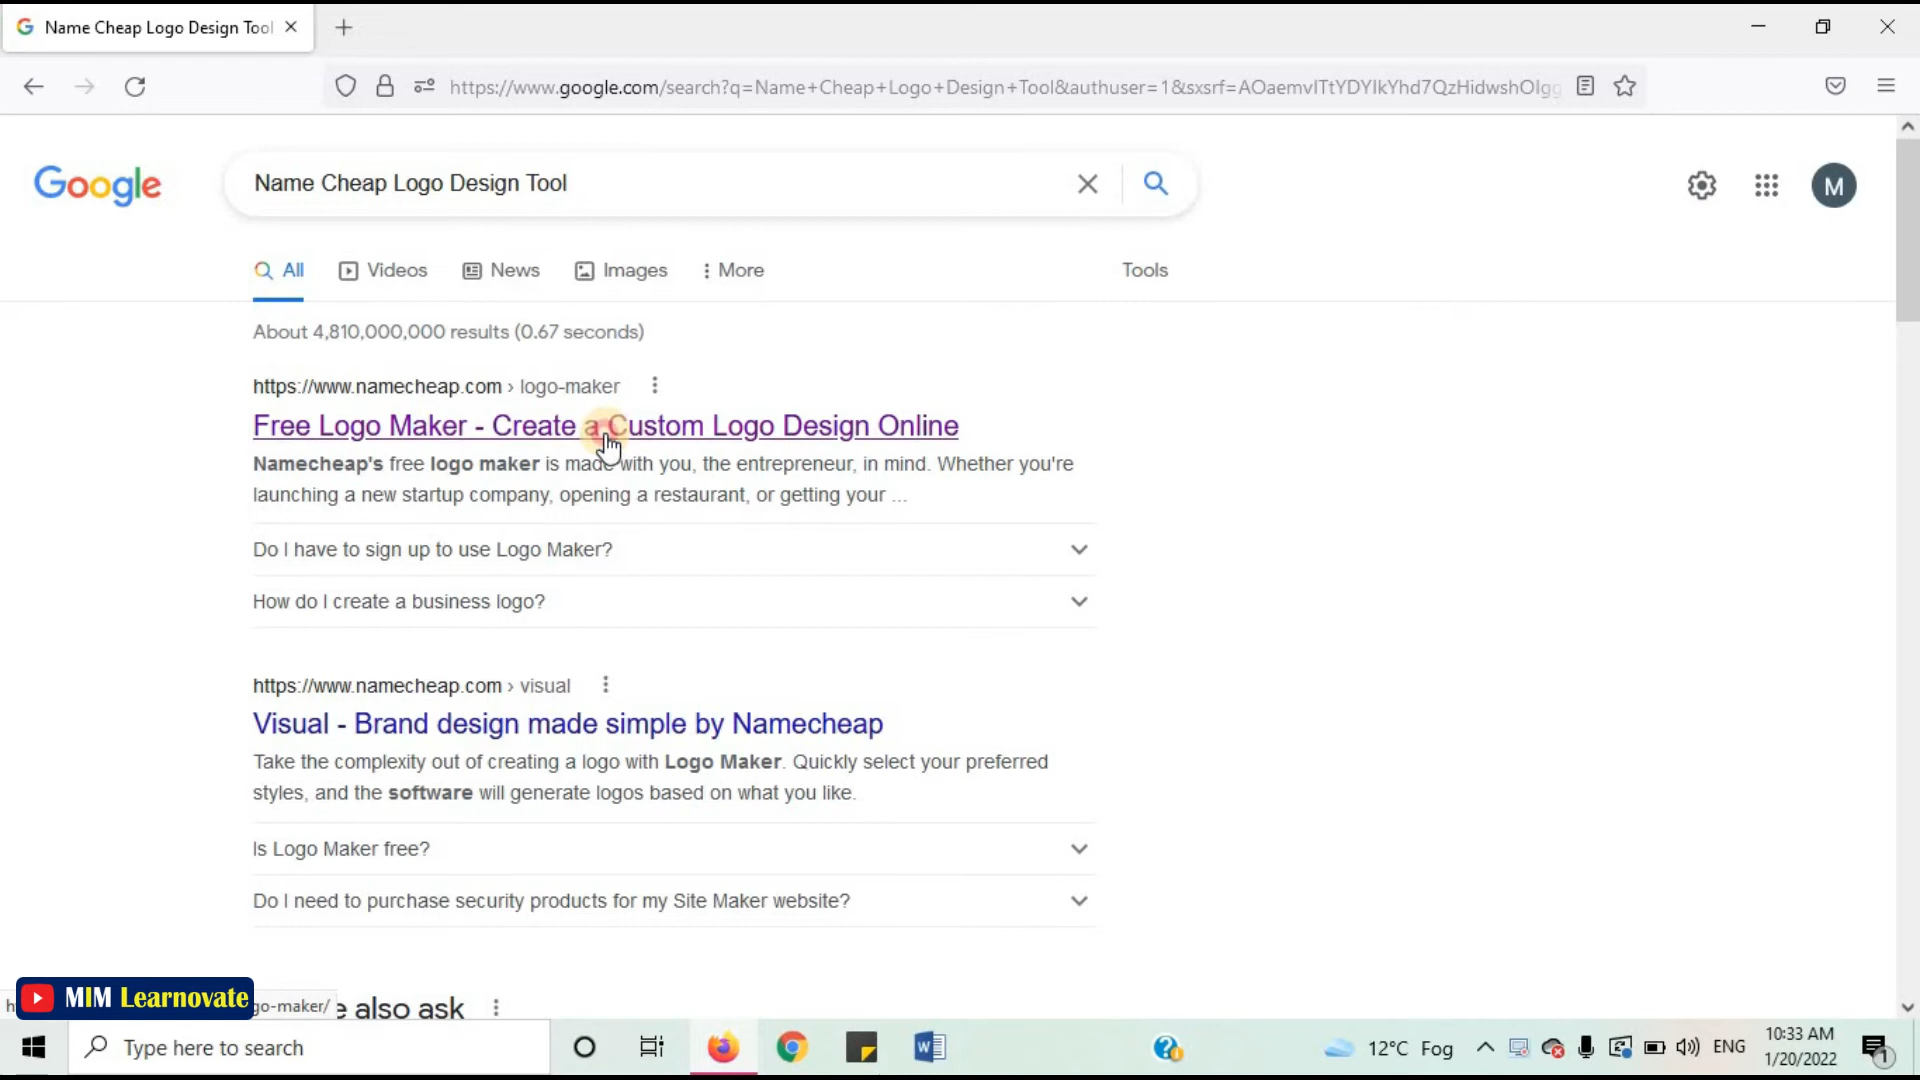 Name Cheap Logo Design Tool
https://www.google.com/search?q=Name+Cheap+Logo+Design+Tool&authuser=1&sxsrf=AOaemvITtYDYIkYhd7QzHidwshOIgg
Google
Name Cheap Logo Design Tool
M
All Videos News Images More Tools
About 4,810,000,000 results (0.67 seconds)
https://www.namecheap.com › logo-maker
Free Logo Maker - Create a Custom Logo Design Online
Namecheap's free logo maker is made with you, the entrepreneur, in mind. Whether you're
launching a new startup company, opening a restaurant, or getting your ...
Do I have to sign up to use Logo Maker?
How do I create a business logo?
https://www.namecheap.com › visual
Visual - Brand design made simple by Namecheap
Take the complexity out of creating a logo with Logo Maker. Quickly select your preferred
styles, and the software will generate logos based on what you like.
Is Logo Maker free?
Do I need to purchase security products for my Site Maker website?
MIM Learnovate
go-maker/
also ask
Type here to search
12°C Fog
ENG
10:33 AM
1/20/2022
1